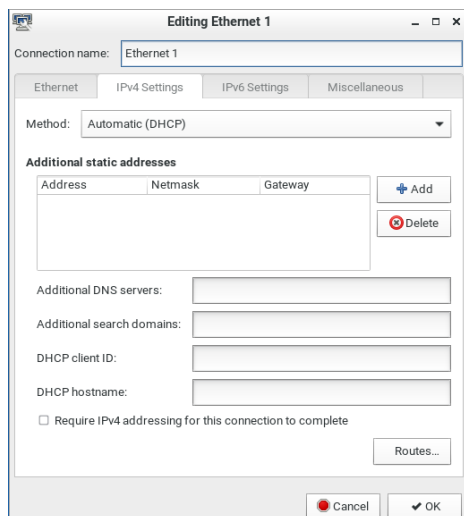 Editing Ethernet 1
Connection name: Ethernet 1
Ethernet IPv4 Settings IPv6 Settings Miscellaneous
Method: Automatic (DHCP)
Additional static addresses
Address Netmask Gateway
Add
Delete
Additional DNS servers:
Additional search domains:
DHCP client ID:
DHCP hostname:
Require IPv4 addressing for this connection to complete
Routes...
Cancel OK